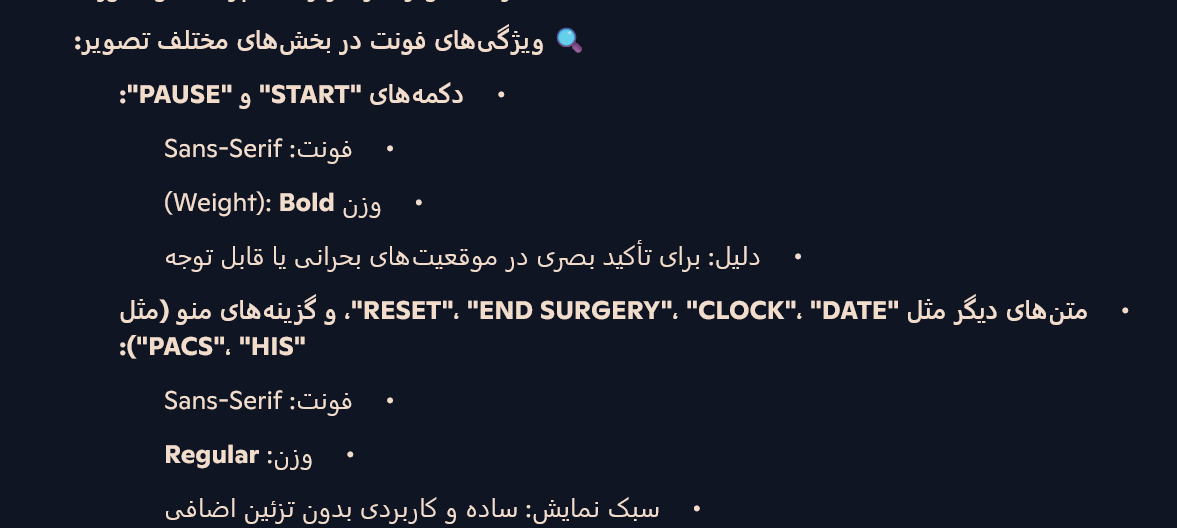 🔍 ویژگی‌های فونت در بخش‌های مختلف تصویر:
• دکمه‌های "START" و "PAUSE":
• فونت: Sans-Serif
• وزن (Weight): Bold
• دلیل: برای تأکید بصری در موقعیت‌های بحرانی یا قابل توجه
• متن‌های دیگر مثل "RESET"، "END SURGERY"، "CLOCK"، "DATE"، و گزینه‌های منو (مثل
"PACS"، "HIS"):
• فونت: Sans-Serif
• وزن: Regular
• سبک نمایش: ساده و کاربردی بدون تزئین اضافی